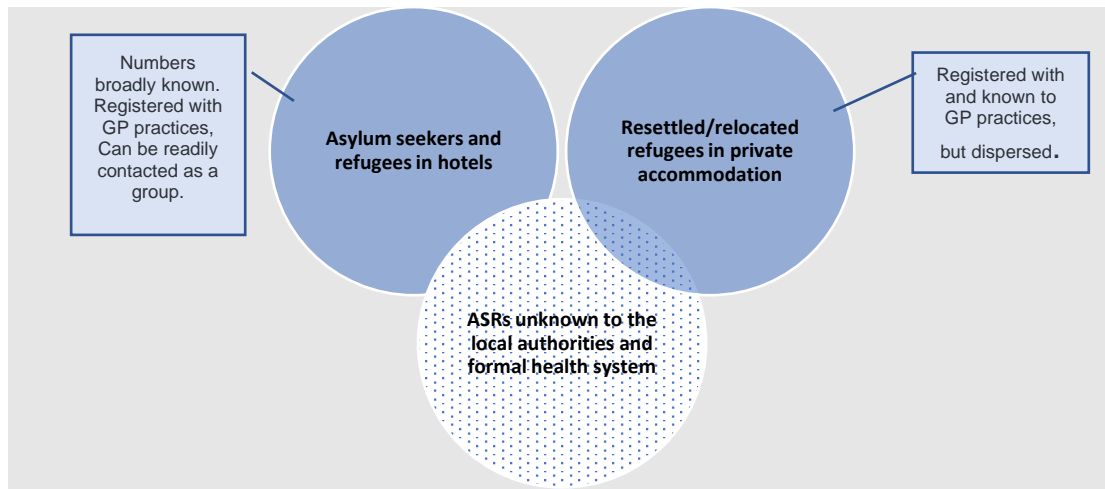 Numbers
broadly known.
Registered with
GP practices,
Can be readily
contacted as a
group.
Asylum seekers and
refugees in hotels
Resettled/relocated
refugees in private
accommodation
Registered with
and known to
GP practices,
but dispersed.
ASRs unknown to the
local authorities and
formal health system